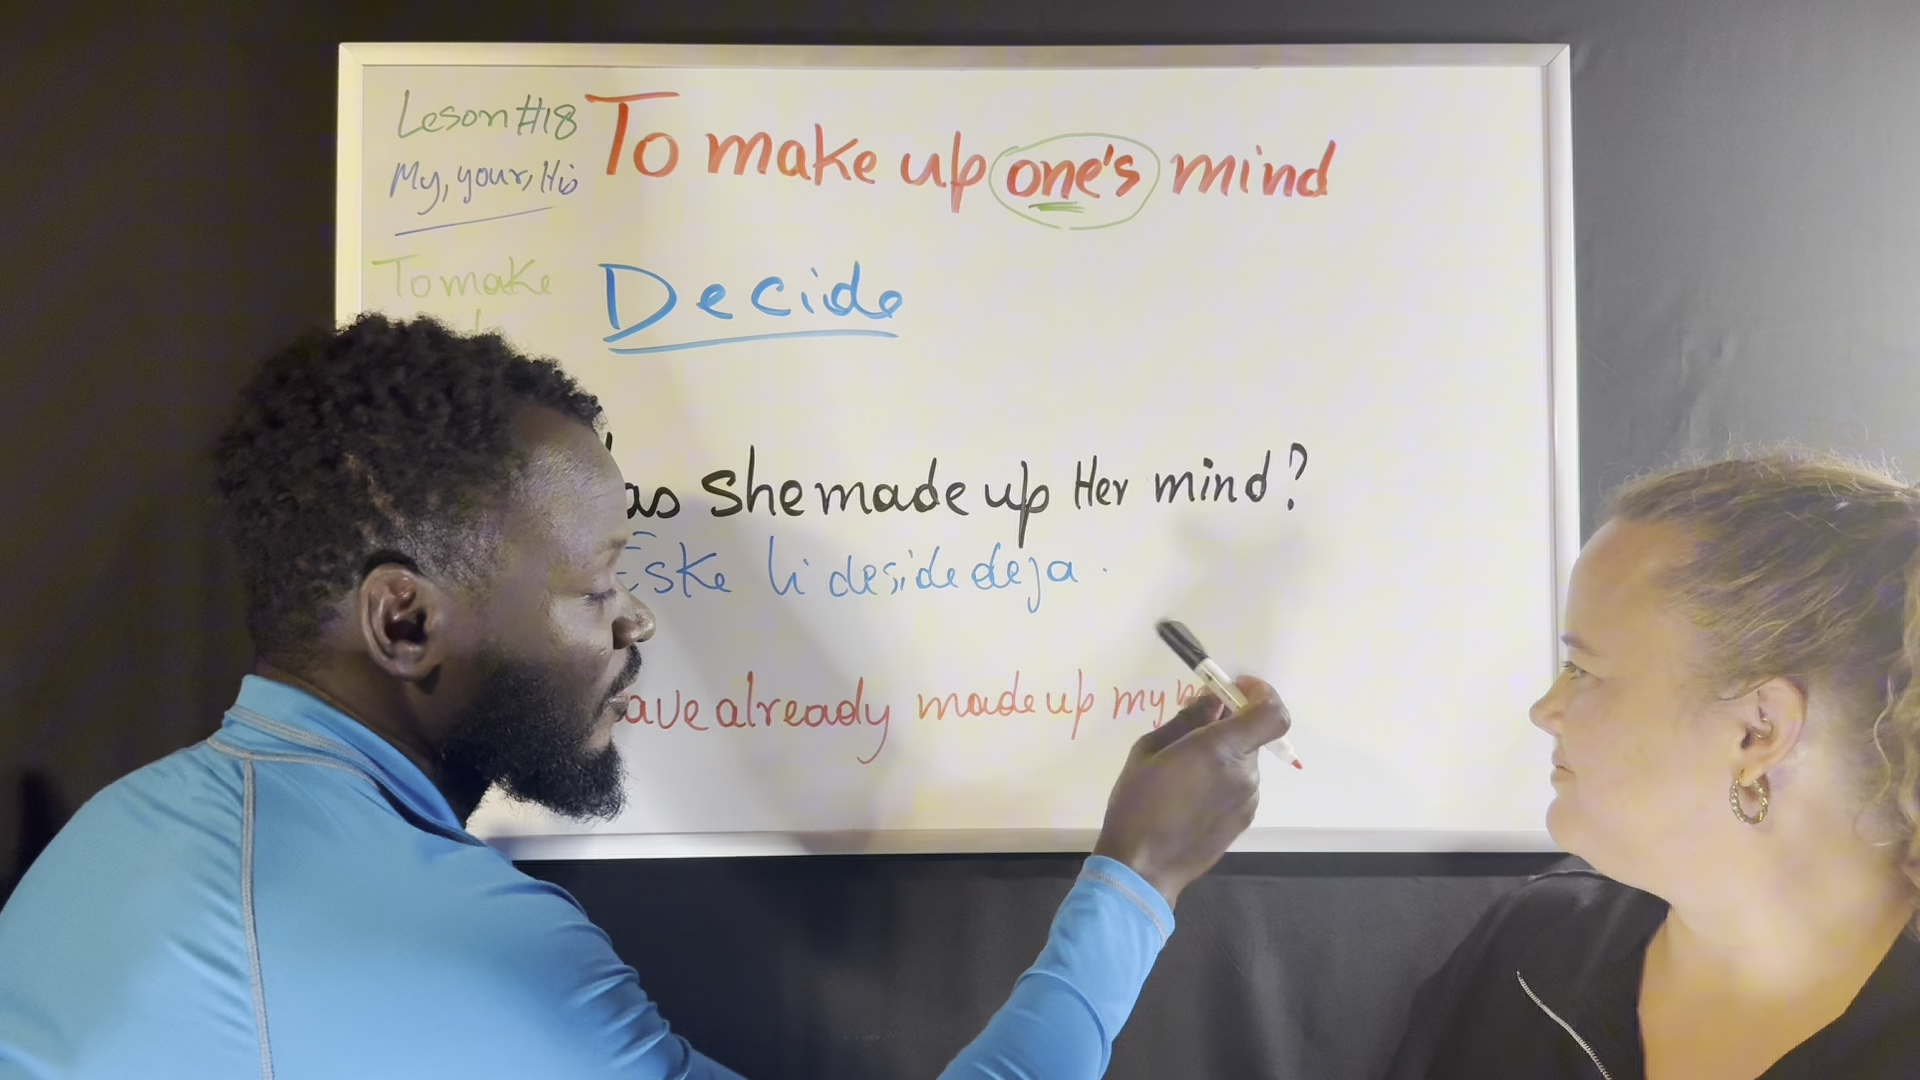 Leson #18
My, your, His
To make
To make up one's mind
Decide
as she made up Her mind?
Eske li deside deja.
ave already made up my